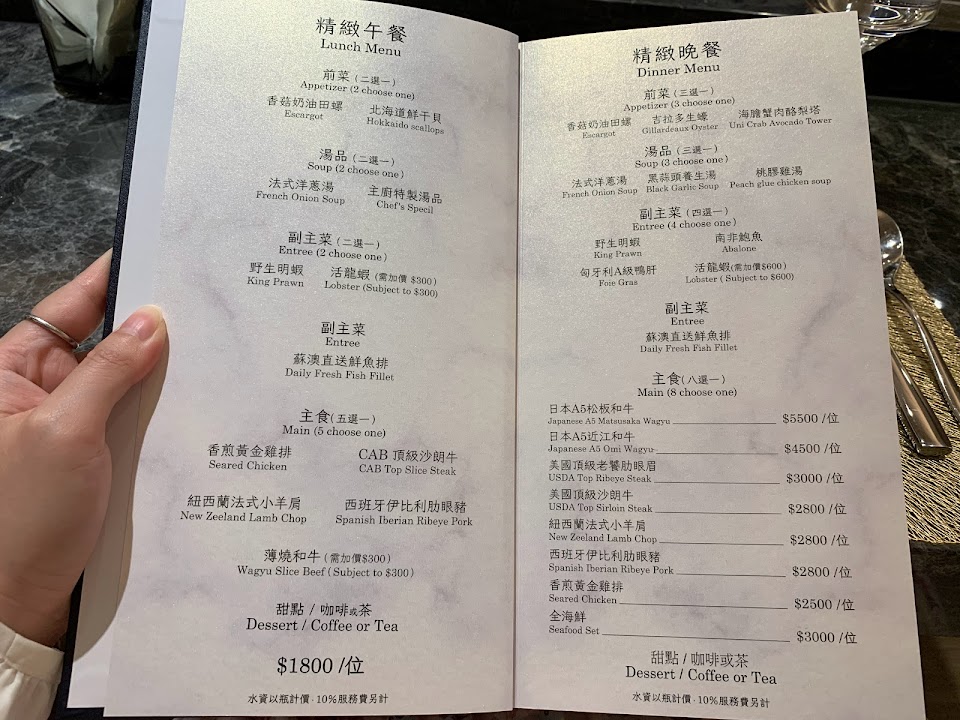 精緻午餐
Lunch Menu
前菜 (二選一)
Appetizer (2 choose one)
香菇奶油田螺 北海道鮮干貝
Escargot Hokkaido scallops
湯品 (二選一)
Soup (2 choose one)
法式洋蔥湯 主廚特製湯品
French Onion Soup Chef's Specil
副主菜 (二選一)
Entree (2 choose one)
野生明蝦 活龍蝦 (需加價 $300)
King Prawn Lobster (Subject to $300)
副主菜
Entree
蘇澳直送鮮魚排
Daily Fresh Fish Fillet
主食 (五選一)
Main (5 choose one)
香煎黃金雞排 CAB 頂級沙朗牛
Seared Chicken CAB Top Slice Steak
紐西蘭法式小羊肩 西班牙伊比利肋眼豬
New Zeeland Lamb Chop Spanish Iberian Ribeye Pork
薄燒和牛 (需加價$300)
Wagyu Slice Beef ( Subject to $300 )
甜點 / 咖啡或茶
Dessert / Coffee or Tea
$1800 /位
水資以瓶計價 · 10%服務費另計
精緻晚餐
Dinner Menu
前菜 (三選一)
Appetizer (3 choose one)
香菇奶油田螺 吉拉多生蠔 海膽蟹肉酪梨塔
Escargot Gillardeaux Oyster Uni Crab Avocado Tower
湯品 (三選一)
Soup (3 choose one)
法式洋蔥湯 黑蒜頭養生湯 桃膠雞湯
French Onion Soup Black Garlic Soup Peach glue chicken soup
副主菜 (四選一)
Entree (4 choose one)
野生明蝦 南非鮑魚
King Prawn Abalone
匈牙利A級鴨肝 活龍蝦 (需加價$600)
Foie Gras Lobster ( Subject to $600)
副主菜
Entree
蘇澳直送鮮魚排
Daily Fresh Fish Fillet
主食 (八選一)
Main (8 choose one)
日本A5松板和牛
Japanese A5 Matsusaka Wagyu $5500 /位
日本A5近江和牛
Japanese A5 Omi Wagyu $4500 /位
美國頂級老饕肋眼眉
USDA Top Ribeye Steak $3000 /位
美國頂級沙朗牛
USDA Top Sirloin Steak $2800 /位
紐西蘭法式小羊肩
New Zeeland Lamb Chop $2800 /位
西班牙伊比利肋眼豬
Spanish Iberian Ribeye Pork $2800 /位
香煎黃金雞排
Seared Chicken $2500 /位
全海鮮
Seafood Set $3000 /位
甜點 / 咖啡或茶
Dessert / Coffee or Tea
水資以瓶計價 · 10%服務費另計